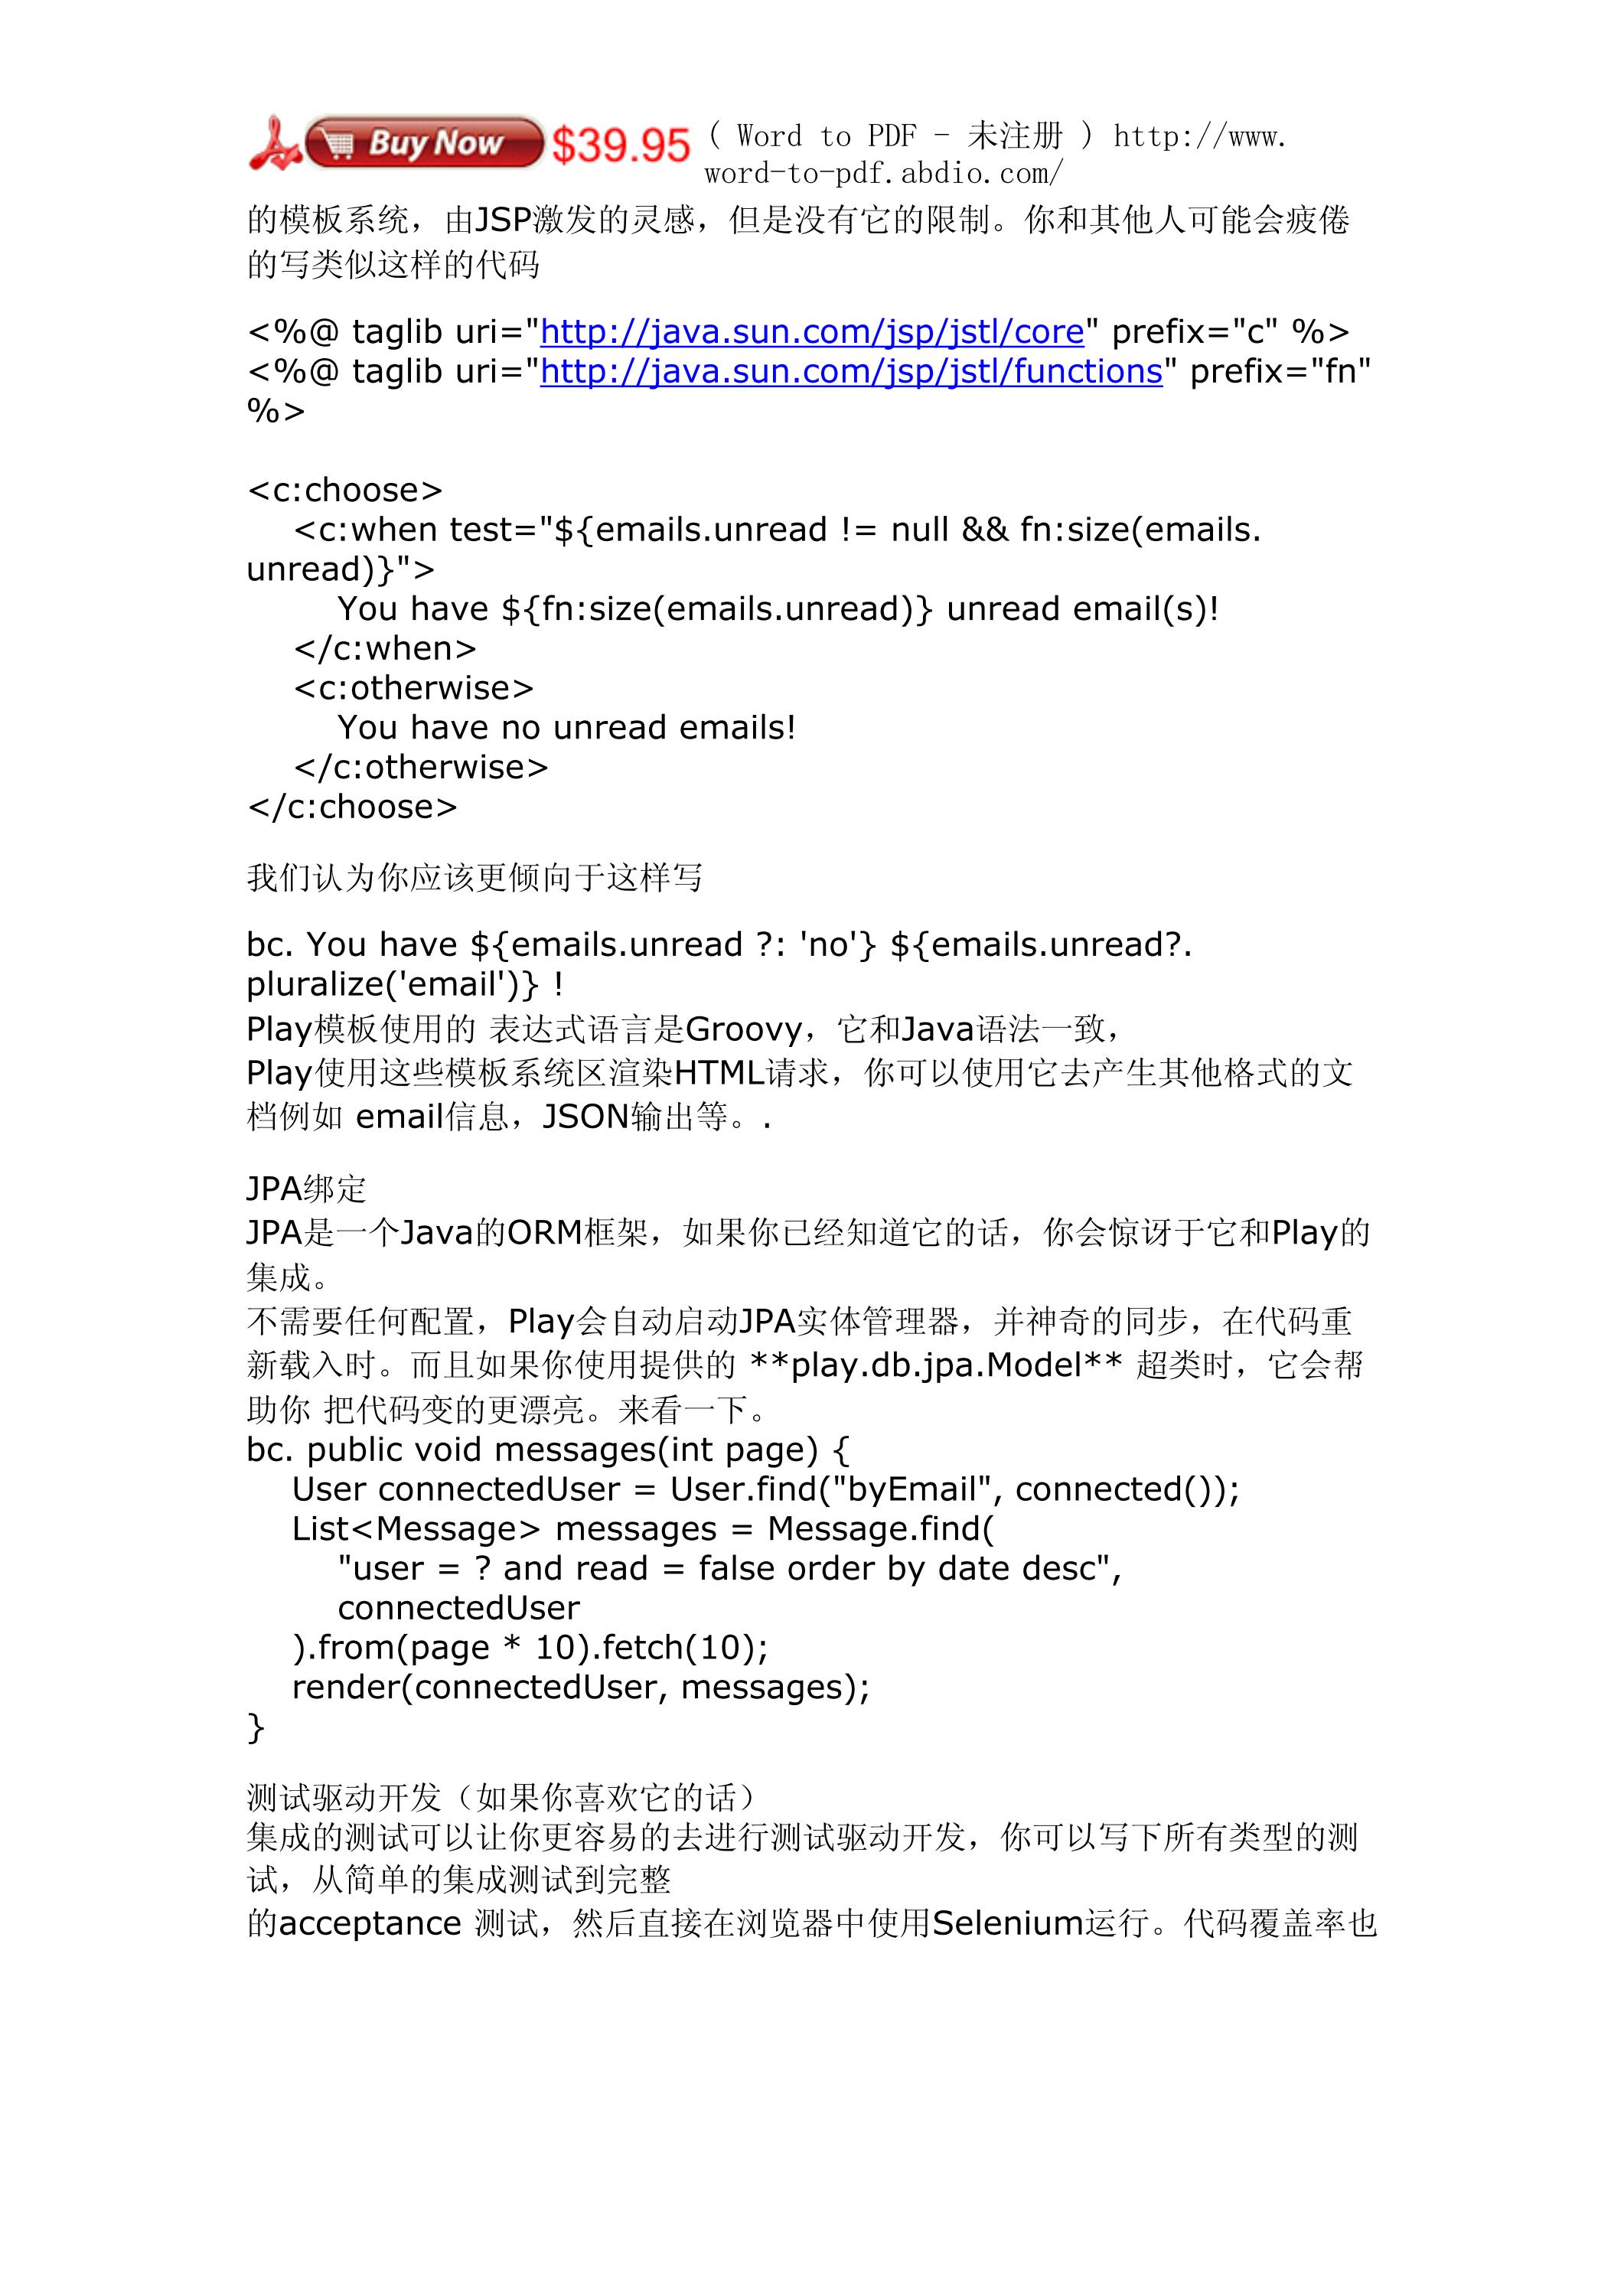 Buy Now $39.95 ( Word to PDF - 未注册 ) http://www.
word-to-pdf.abdio.com/
的模板系统，由JSP激发的灵感，但是没有它的限制。你和其他人可能会疲倦
的写类似这样的代码
<%@ taglib uri="http://java.sun.com/jsp/jstl/core" prefix="c" %>
<%@ taglib uri="http://java.sun.com/jsp/jstl/functions" prefix="fn"
%>
<c:choose>
    <c:when test="${emails.unread != null && fn:size(emails.
unread)}">
        You have ${fn:size(emails.unread)} unread email(s)!
    </c:when>
    <c:otherwise>
        You have no unread emails!
    </c:otherwise>
</c:choose>
我们认为你应该更倾向于这样写
bc. You have ${emails.unread ?: 'no'} ${emails.unread?.
pluralize('email')} !
Play模板使用的 表达式语言是Groovy，它和Java语法一致，
Play使用这些模板系统区渲染HTML请求，你可以使用它去产生其他格式的文
档例如 email信息，JSON输出等。.
JPA绑定
JPA是一个Java的ORM框架，如果你已经知道它的话，你会惊讶于它和Play的
集成。
不需要任何配置，Play会自动启动JPA实体管理器，并神奇的同步，在代码重
新载入时。而且如果你使用提供的 **play.db.jpa.Model** 超类时，它会帮
助你 把代码变的更漂亮。来看一下。
bc. public void messages(int page) {
    User connectedUser = User.find("byEmail", connected());
    List<Message> messages = Message.find(
        "user = ? and read = false order by date desc",
        connectedUser
    ).from(page * 10).fetch(10);
    render(connectedUser, messages);
}
测试驱动开发（如果你喜欢它的话）
集成的测试可以让你更容易的去进行测试驱动开发，你可以写下所有类型的测
试，从简单的集成测试到完整
的acceptance 测试，然后直接在浏览器中使用Selenium运行。代码覆盖率也